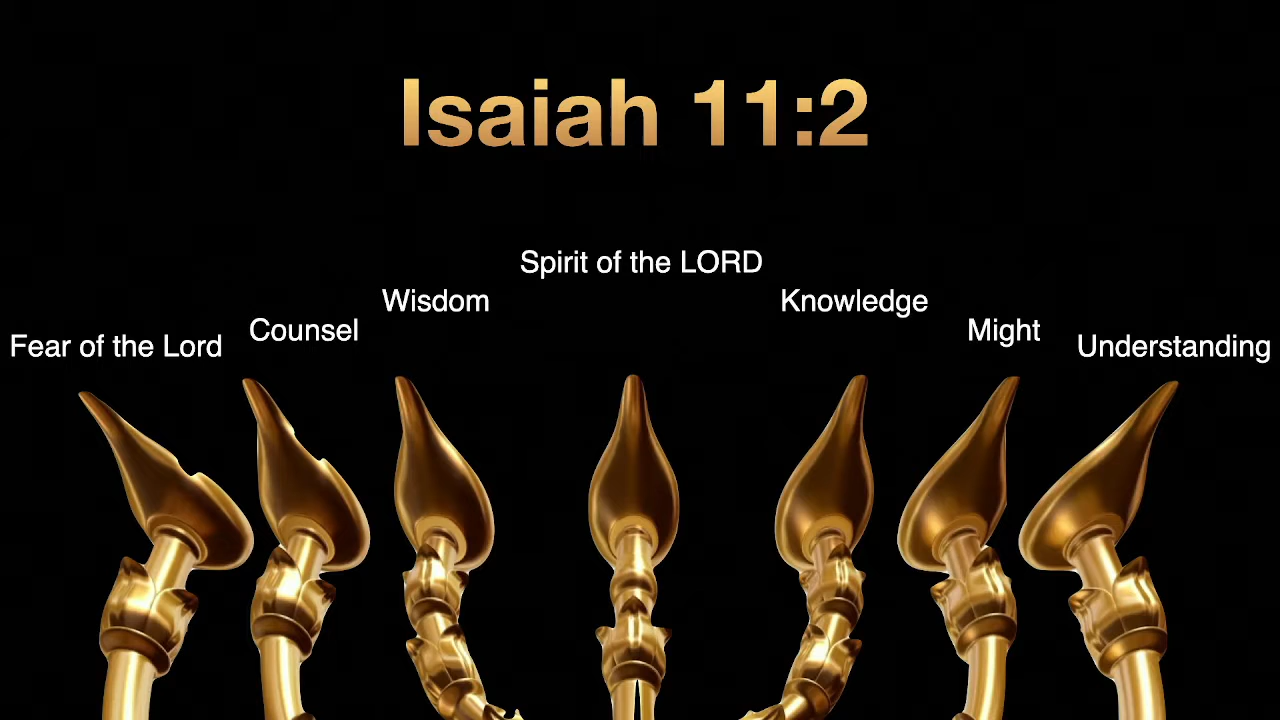 Isaiah 11:2
Spirit of the LORD
Wisdom
Knowledge
Counsel
Might
Fear of the Lord
Understanding